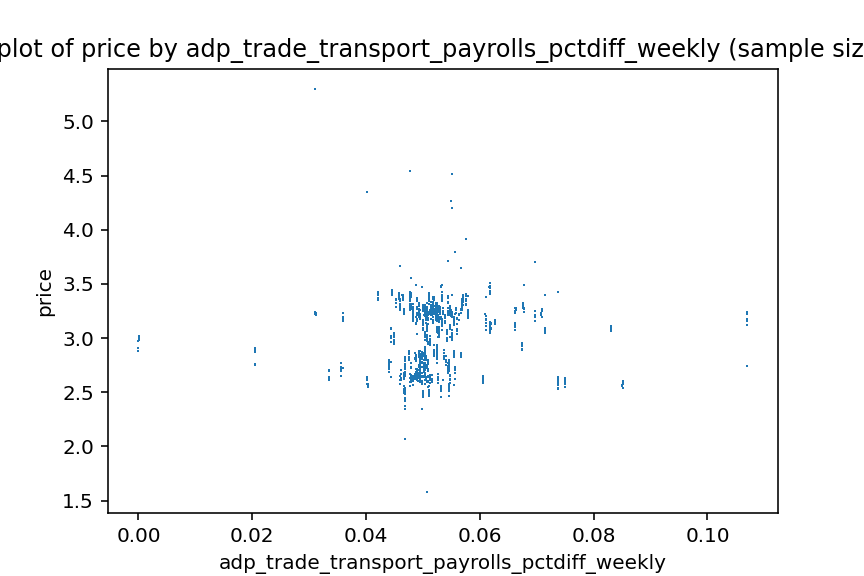 plot of price by adp_trade_transport_payrolls_pctdiff_weekly (sample siz
5.0
4.5
4.0
3.5
3.0
2.5
2.0
1.5
price
0.00 0.02 0.04 0.06 0.08 0.10
adp_trade_transport_payrolls_pctdiff_weekly